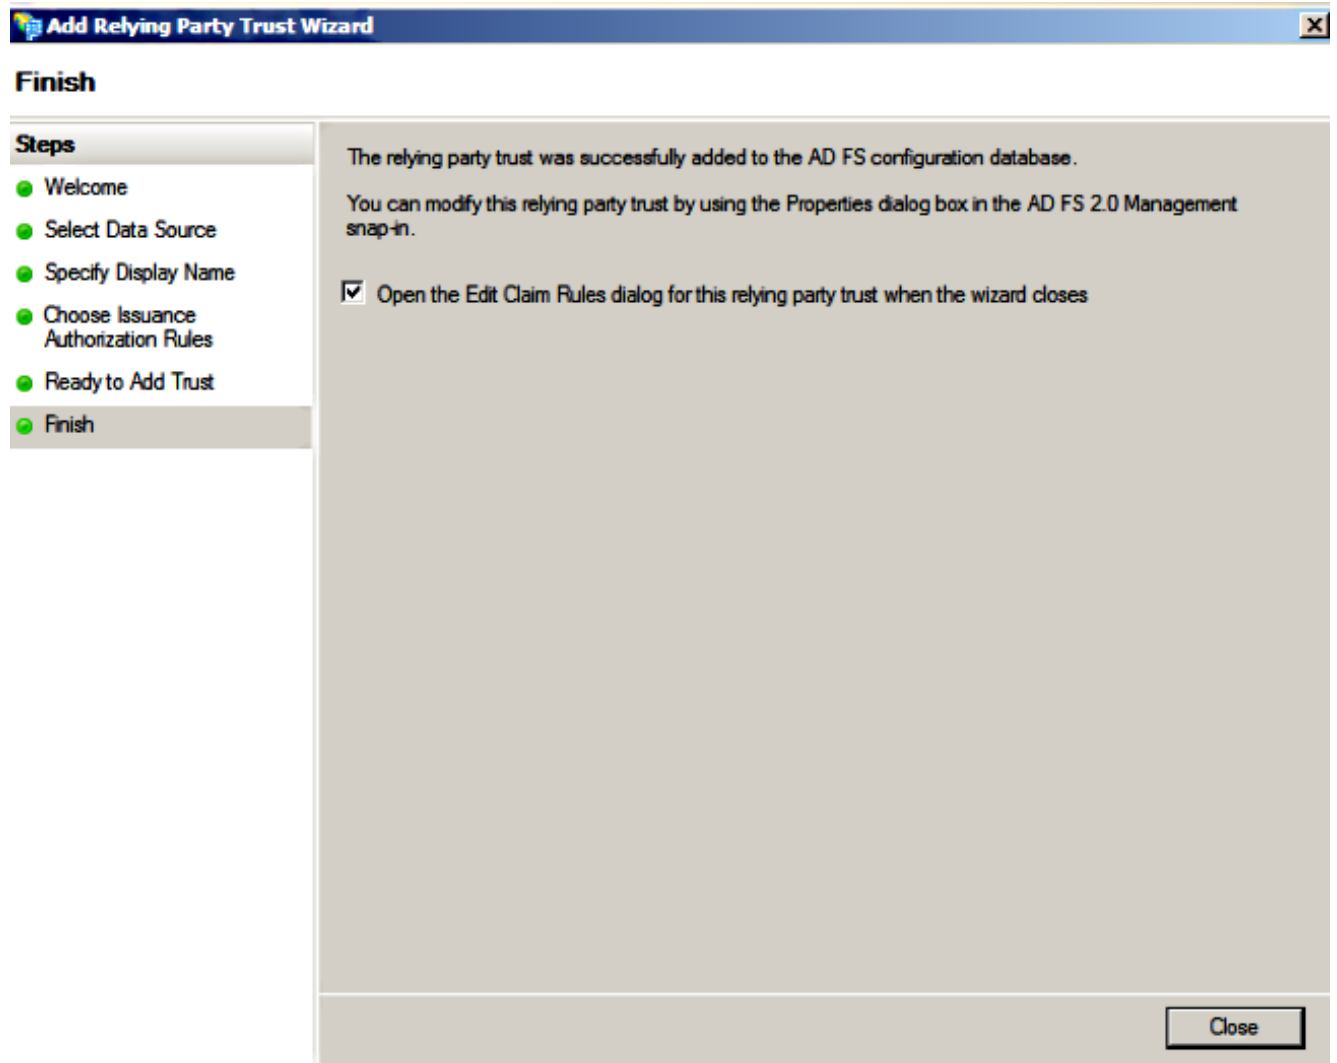 Add Relying Party Trust Wizard
Finish
Steps
Welcome
Select Data Source
Specify Display Name
Choose Issuance
Authorization Rules
Ready to Add Trust
Finish
The relying party trust was successfully added to the AD FS configuration database.
You can modify this relying party trust by using the Properties dialog box in the AD FS 2.0 Management
snap-in.
Open the Edit Claim Rules dialog for this relying party trust when the wizard closes
Close